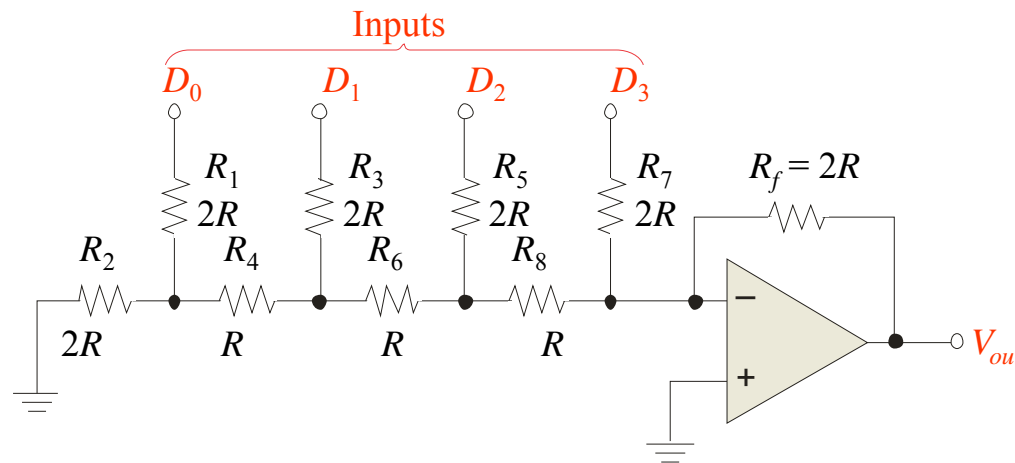 Inputs
D0 D1 D2 D3
R1 R3 R5 R7 Rf = 2R
2R 2R 2R 2R
R2 R4 R6 R8
2R R R R
−
+
Vou